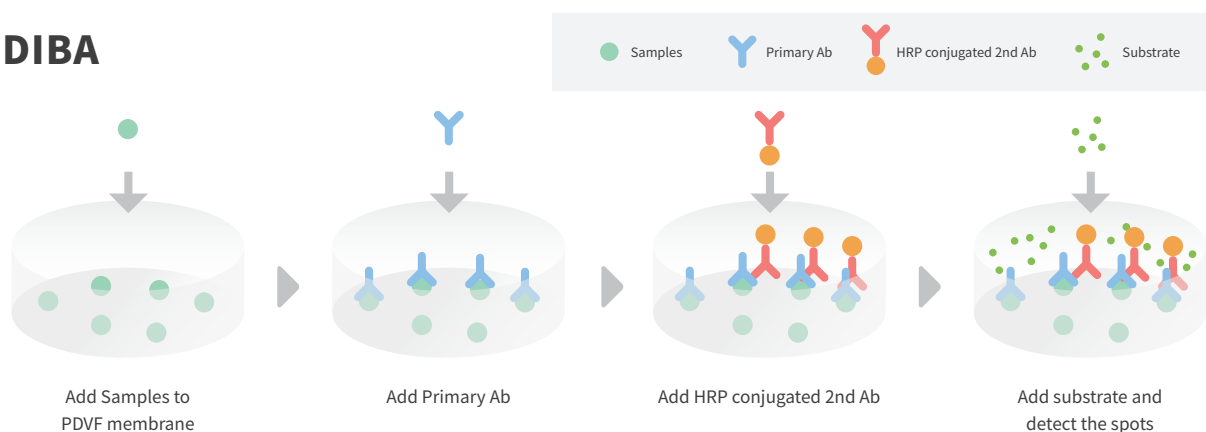 DIBA
Samples
Primary Ab
HRP conjugated 2nd Ab
Substrate
Add Samples to
PDVF membrane
Add Primary Ab
Add HRP conjugated 2nd Ab
Add substrate and
detect the spots